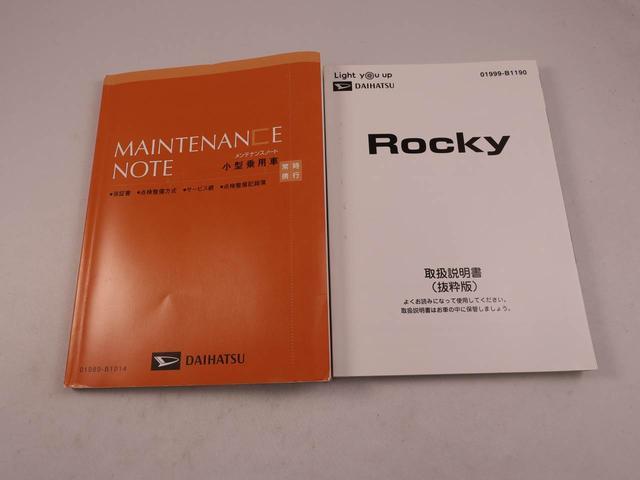 MAINTENANCE
NOTE
メンテナンスノート
小型乗用車
常時
携行
●保証書 ●点検整備方式 ●サービス網 ●点検整備記録簿
DAIHATSU
01989-B1014
Light you up
DAIHATSU
01999-B1190
Rocky
取扱説明書
（抜粋版）
よくお読みになって使用してください。
取扱説明書はお車の中に保管しましょう。